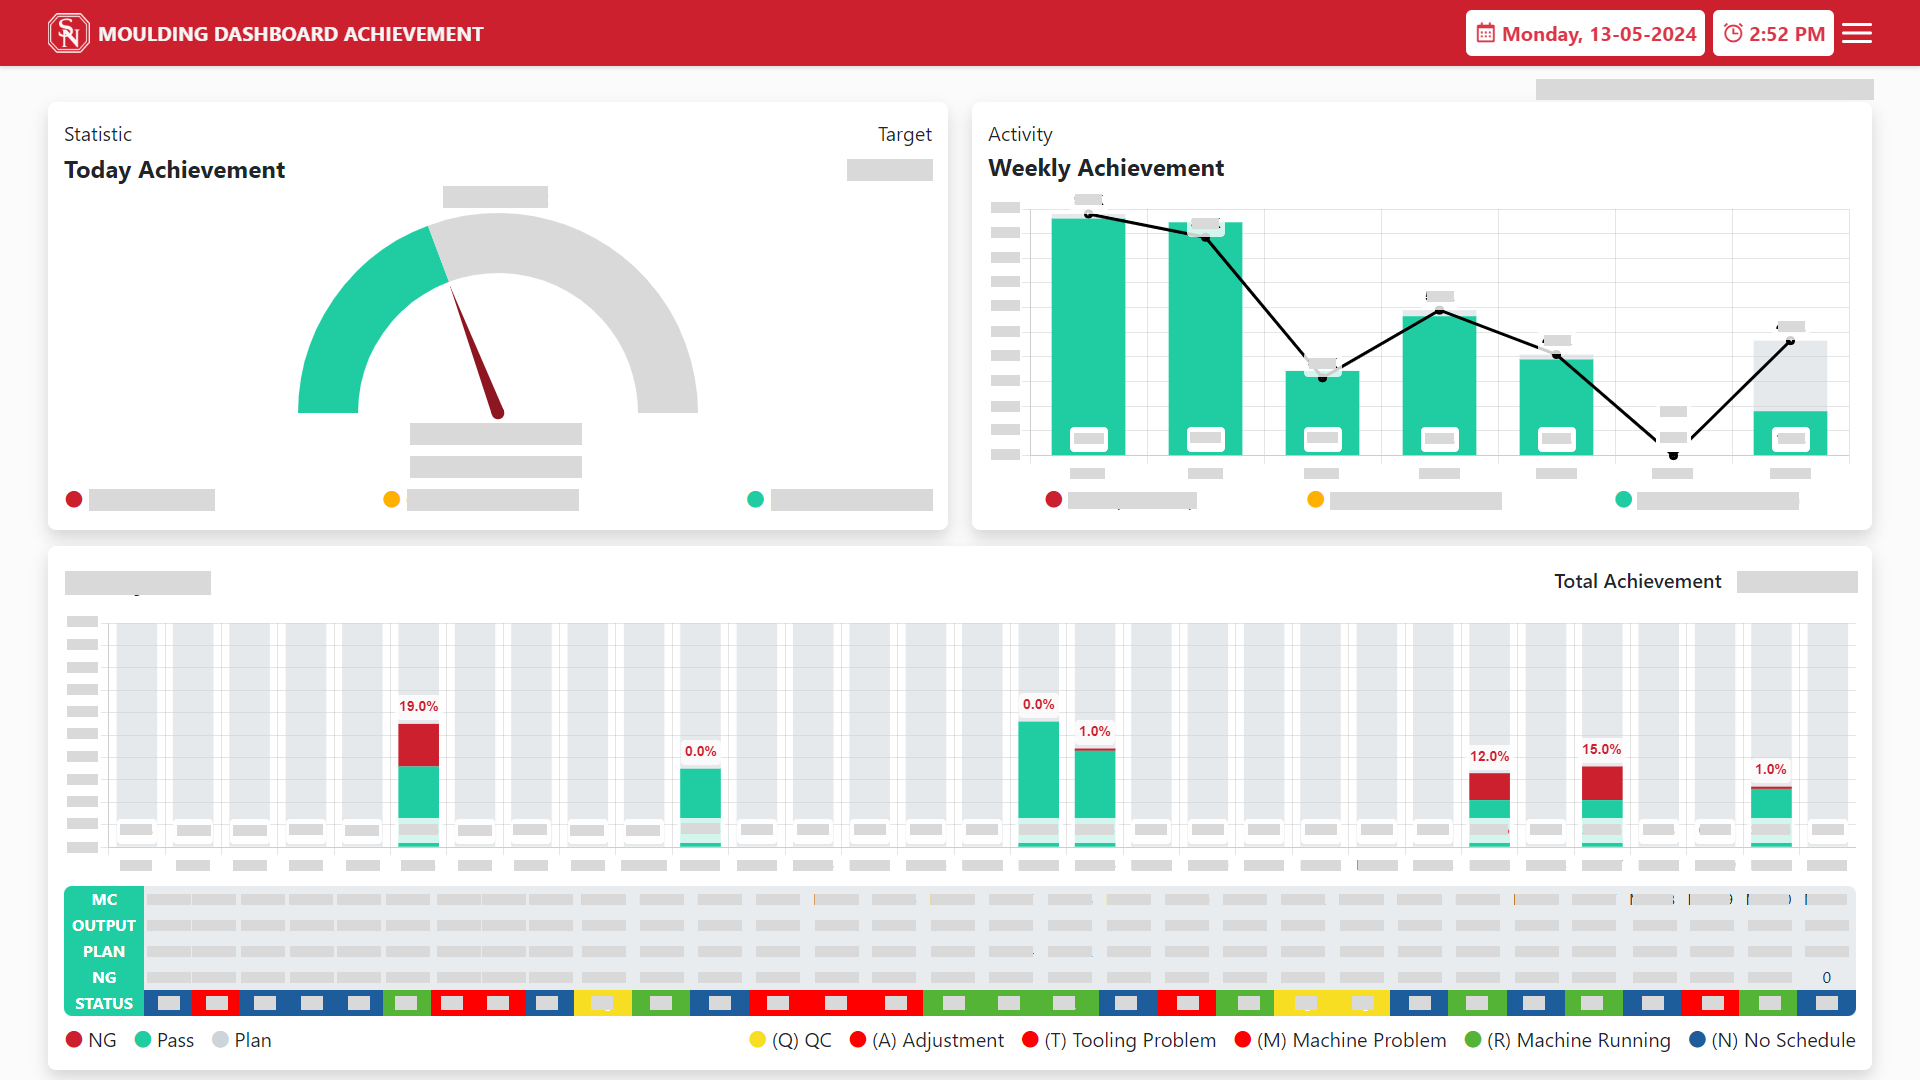 SN MOULDING DASHBOARD ACHIEVEMENT
Monday, 13-05-2024
2:52 PM
Statistic
Target
Today Achievement
Activity
Weekly Achievement
Total Achievement
19.0%
0.0%
0.0%
1.0%
12.0%
15.0%
1.0%
MC
OUTPUT
PLAN
NG
0
STATUS
NG
Pass
Plan
(Q) QC
(A) Adjustment
(T) Tooling Problem
(M) Machine Problem
(R) Machine Running
(N) No Schedule